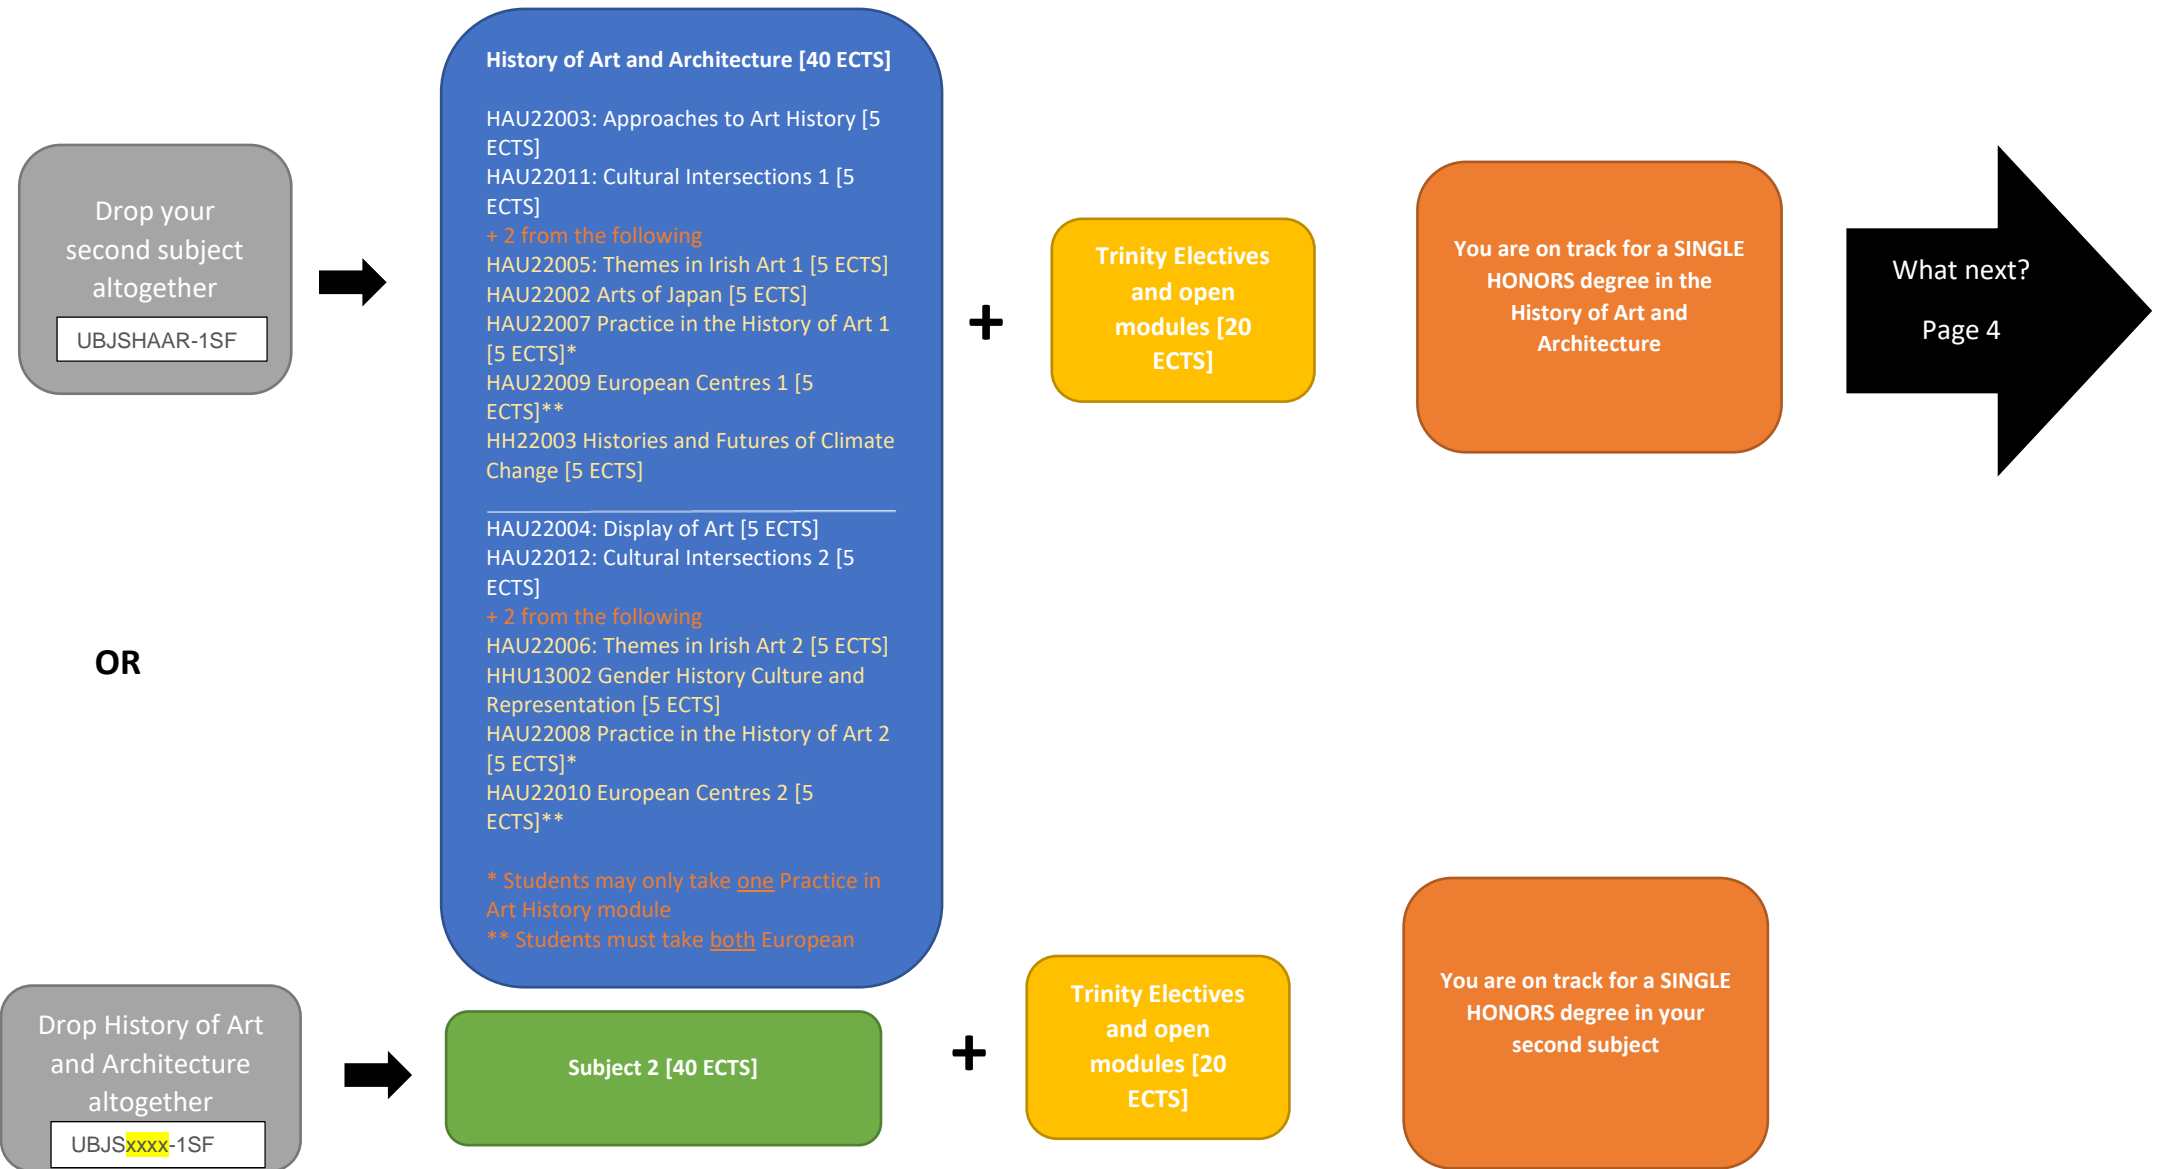 Drop your
second subject
altogether
UBJSHAAR-1SF
History of Art and Architecture [40 ECTS]
HAU22003: Approaches to Art History [5
ECTS]
HAU22011: Cultural Intersections 1 [5
ECTS]
+ 2 from the following
HAU22005: Themes in Irish Art 1 [5 ECTS]
HAU22002 Arts of Japan [5 ECTS]
HAU22007 Practice in the History of Art 1
[5 ECTS]*
HAU22009 European Centres 1 [5
ECTS]**
HH22003 Histories and Futures of Climate
Change [5 ECTS]
HAU22004: Display of Art [5 ECTS]
HAU22012: Cultural Intersections 2 [5
ECTS]
+ 2 from the following
HAU22006: Themes in Irish Art 2 [5 ECTS]
HHU13002 Gender History Culture and
Representation [5 ECTS]
HAU22008 Practice in the History of Art 2
[5 ECTS]*
HAU22010 European Centres 2 [5
ECTS]**
* Students may only take one Practice in
Art History module
** Students must take both European
+
Trinity Electives
and open
modules [20
ECTS]
You are on track for a SINGLE
HONORS degree in the
History of Art and
Architecture
What next?
Page 4
OR
Drop History of Art
and Architecture
altogether
UBJSxxxx-1SF
Subject 2 [40 ECTS]
+
Trinity Electives
and open
modules [20
ECTS]
You are on track for a SINGLE
HONORS degree in your
second subject